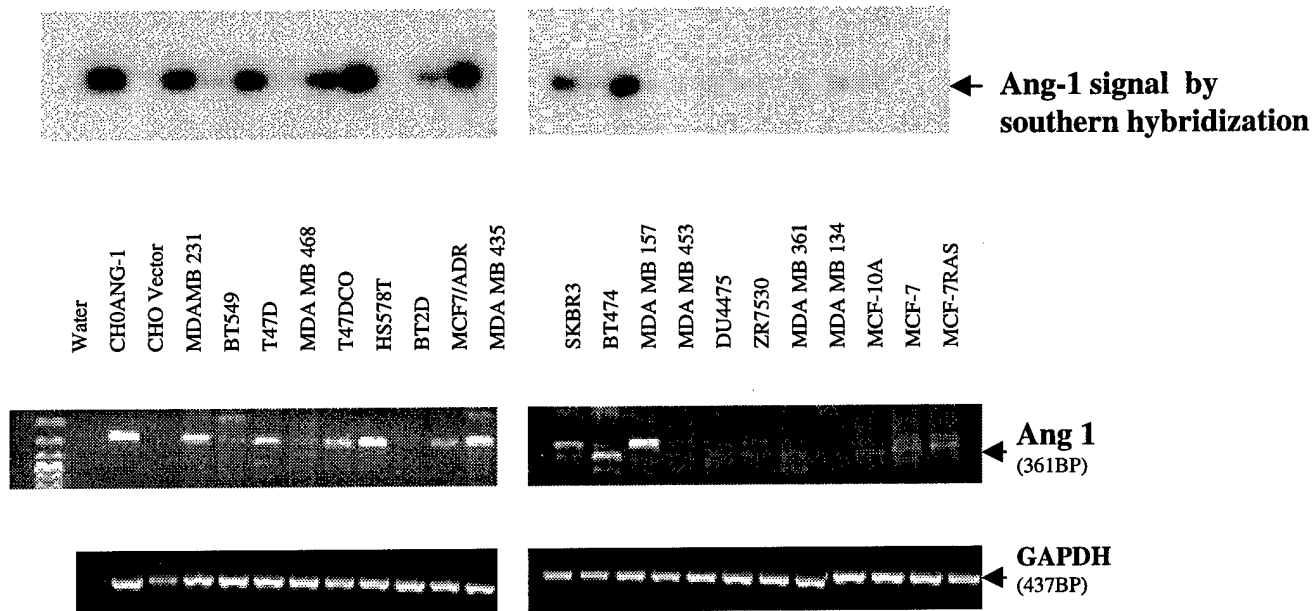 Ang-1 signal by
southern hybridization
Water
CH0ANG-1
CHO Vector
MDAMB 231
BT549
T47D
MDA MB 468
T47DCO
HS578T
BT2D
MCF7/ADR
MDA MB 435
SKBR3
BT474
MDA MB 157
MDA MB 453
DU4475
ZR7530
MDA MB 361
MDA MB 134
MCF-10A
MCF-7
MCF-7RAS
Ang 1
(361BP)
GAPDH
(437BP)